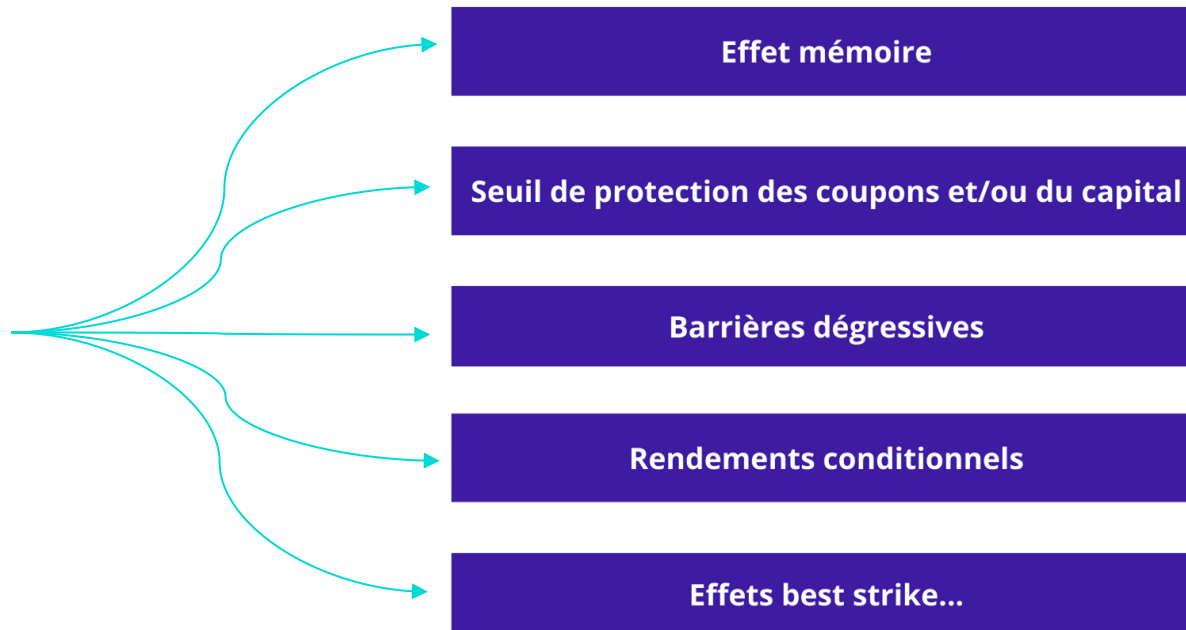 Effet mémoire
Seuil de protection des coupons et/ou du capital
Barrières dégressives
Rendements conditionnels
Effets best strike...